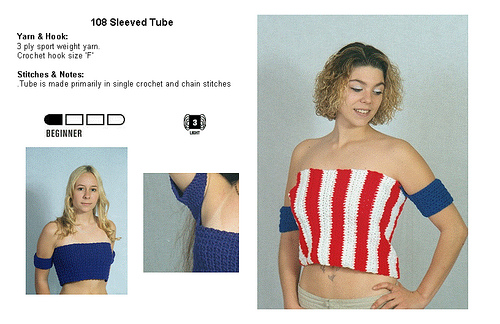 108 Sleeved Tube
Yarn & Hook:
3 ply sport weight yarn.
Crochet hook size "F"
Stitches & Notes:
.Tube is made primarily in single crochet and chain stitches
BEGINNER
3
LIGHT